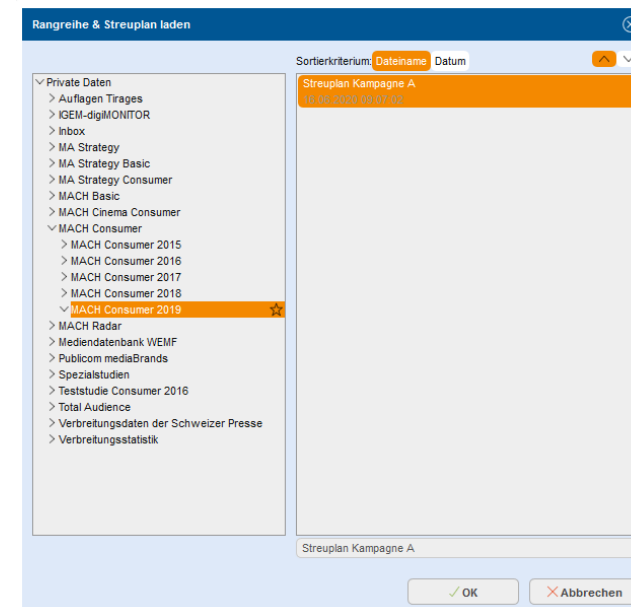 Rangreihe & Streuplan laden
Sortierkriterium: Dateiname Datum
Private Daten
Auflagen Tirages
IGEM-digiMONITOR
Inbox
MA Strategy
MA Strategy Basic
MA Strategy Consumer
MACH Basic
MACH Cinema Consumer
MACH Consumer
MACH Consumer 2015
MACH Consumer 2016
MACH Consumer 2017
MACH Consumer 2018
MACH Consumer 2019
MACH Radar
Mediendatenbank WEMF
Publicom mediaBrands
Spezialstudien
Teststudie Consumer 2016
Total Audience
Verbreitungsdaten der Schweizer Presse
Verbreitungsstatistik
Streuplan Kampagne A
Streuplan Kampagne A
OK
Abbrechen